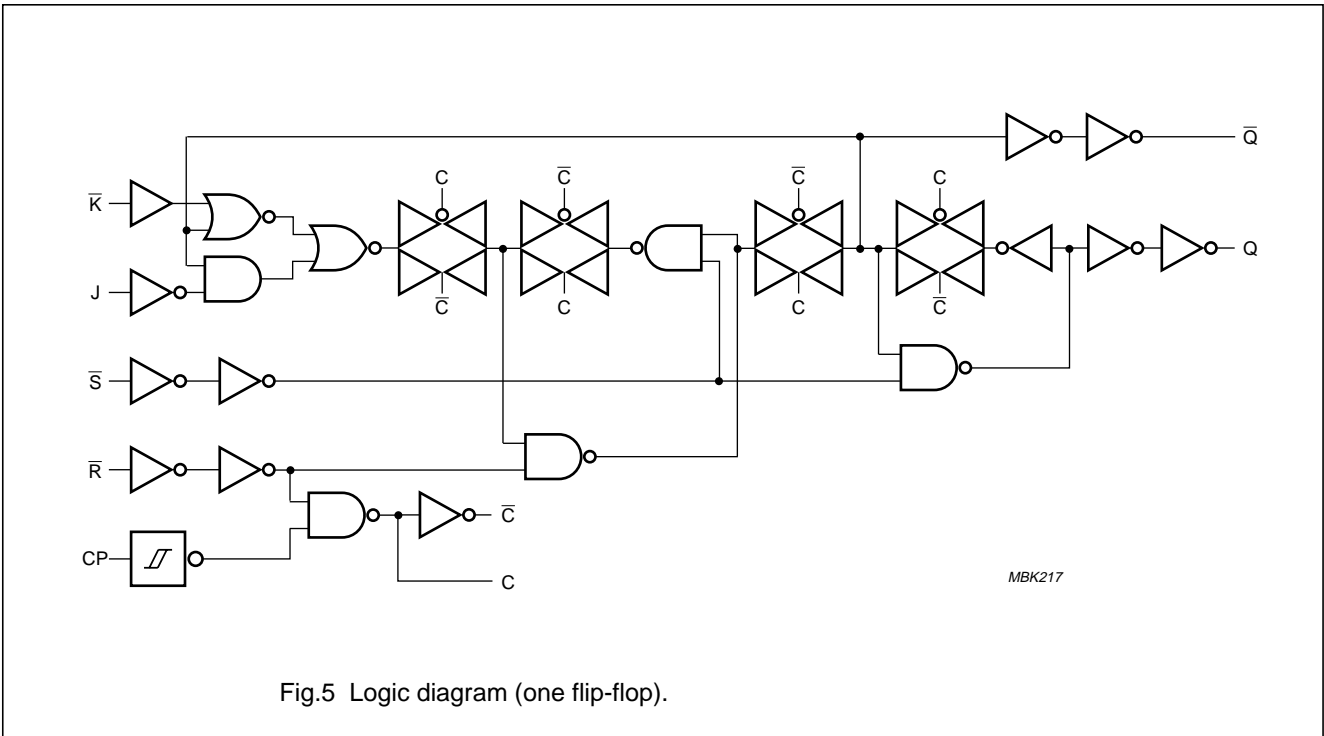 Q̅
C
C̅
C̅
C
K̅
Q
J
C̅
C
C
C̅
S̅
R̅
C̅
CP
C
MBK217
Fig.5 Logic diagram (one flip-flop).